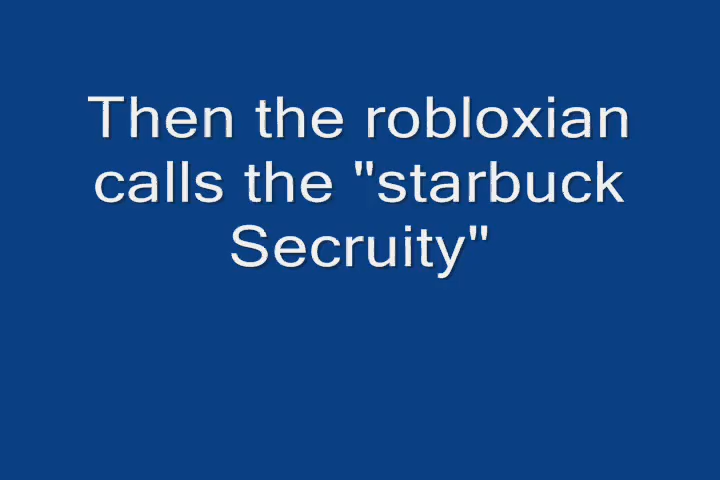 Then the robloxian
calls the "starbuck
Secruity"